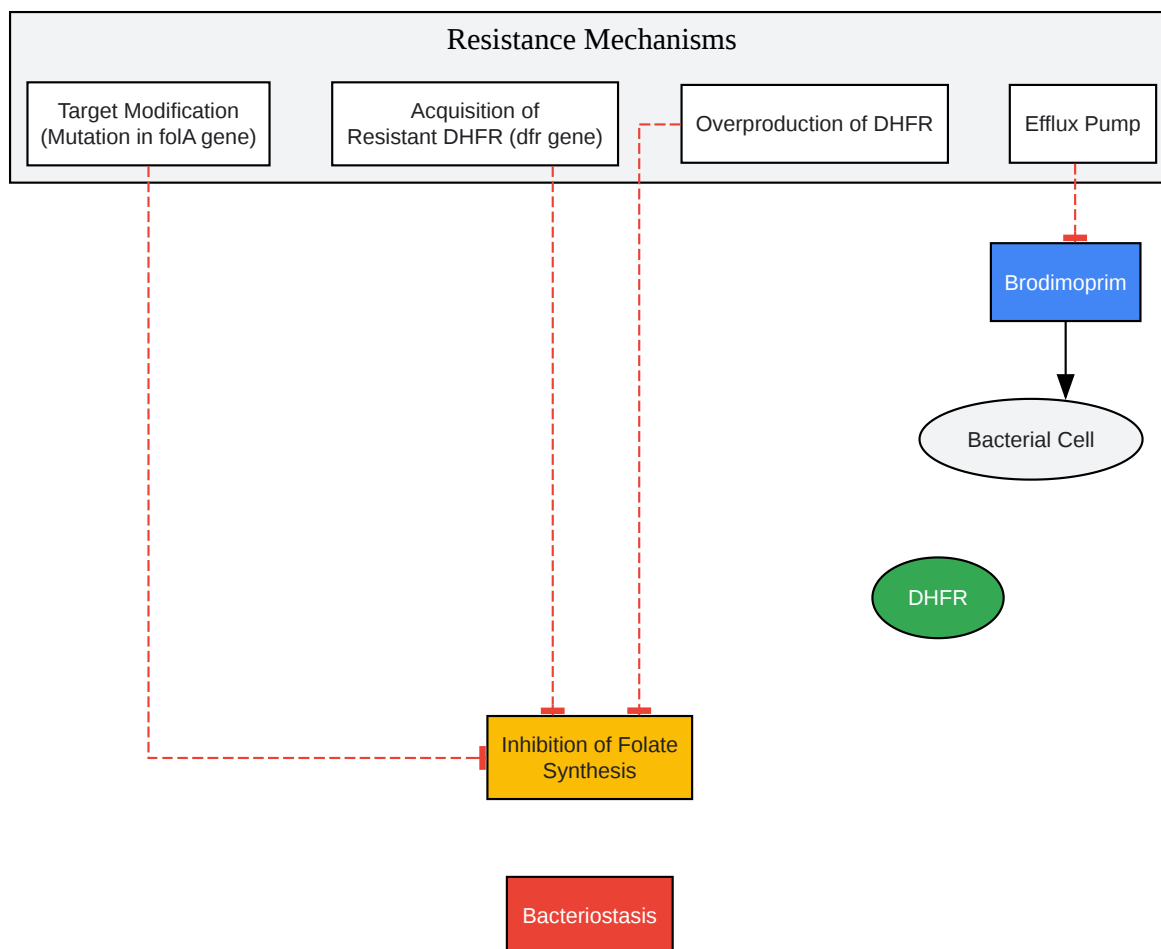 Resistance Mechanisms
Target Modification
(Mutation in folA gene)
Acquisition of
Resistant DHFR (dfr gene)
Overproduction of DHFR
Efflux Pump
Brodimoprim
Bacterial Cell
DHFR
Inhibition of Folate
Synthesis
Bacteriostasis